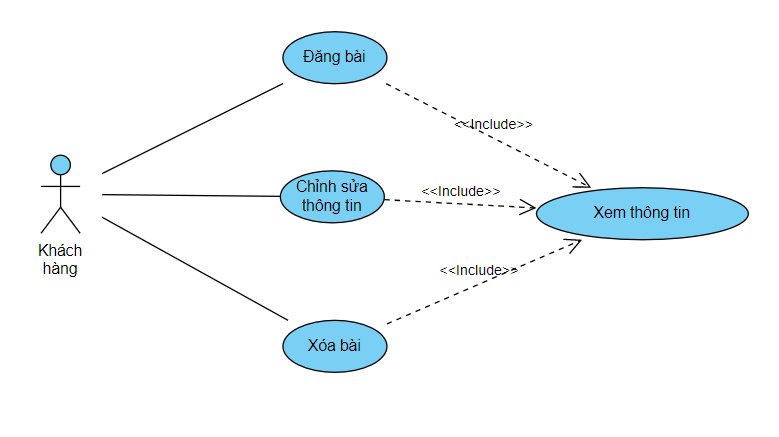 Đăng bài
<<Include>>
Chỉnh sửa
thông tin
<<Include>>
Xem thông tin
Khách
hàng
<<Include>>
Xóa bài